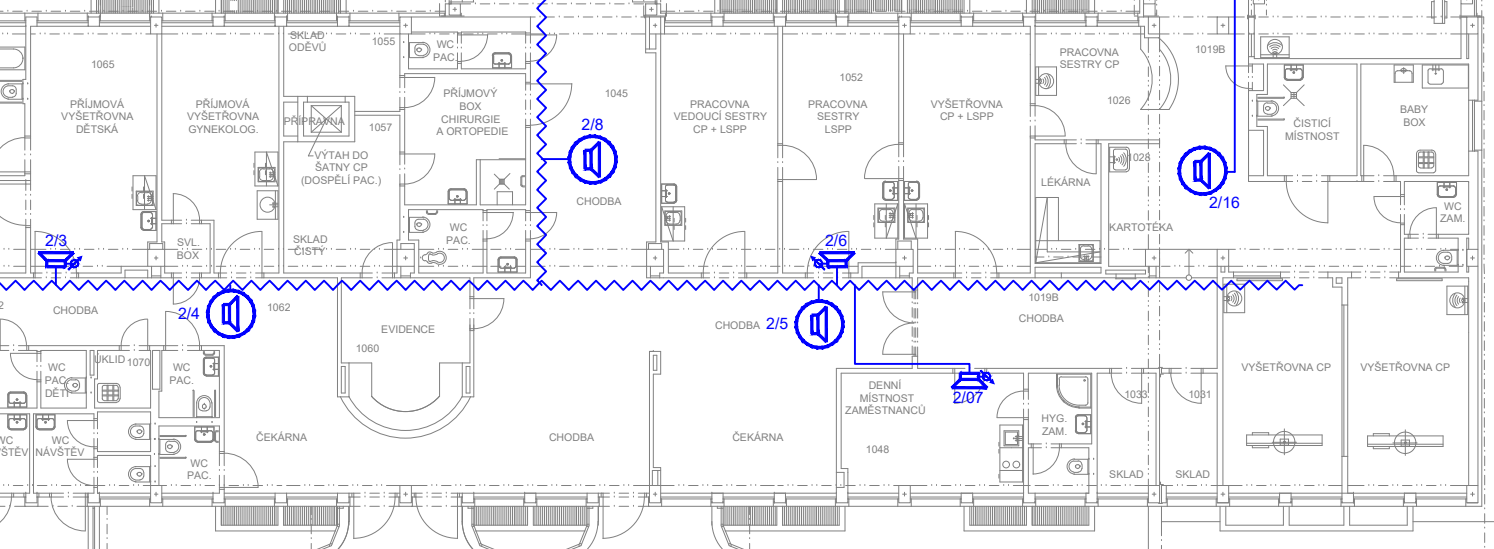 1065
PŘÍJMOVÁ
VYŠETŘOVNA
DĚTSKÁ
PŘÍJMOVÁ
VYŠETŘOVNA
GYNEKOLOG.
SKLAD
ODĚVŮ
1055
WC
PAC.
PŘÍPRAVNA
1057
VÝTAH DO
ŠATNY CP
(DOSPĚLÍ PAC.)
PŘÍJMOVÝ
BOX
CHIRURGIE
A ORTOPEDIE
SKLAD
ČISTÝ
WC
PAC.
SVL.
BOX
2/8
1045
CHODBA
PRACOVNA
VEDOUCÍ SESTRY
CP + LSPP
1052
PRACOVNA
SESTRY
LSPP
VYŠETŘOVNA
CP + LSPP
PRACOVNA
SESTRY CP
1026
1019B
1028
LÉKÁRNA
KARTOTÉKA
2/16
ČISTICÍ
MÍSTNOST
BABY
BOX
WC
ZAM.
2/3
2/6
2/4
1062
CHODBA
EVIDENCE
1060
CHODBA
2/5
1019B
CHODBA
ÚKLID
1070
WC
PAC.
DĚTI
WC
PAC.
WC
NÁVŠTĚV
WC
ŠTĚV
WC
PAC.
ČEKÁRNA
CHODBA
ČEKÁRNA
DENNÍ
MÍSTNOST
ZAMĚSTNANCŮ
1048
2/07
HYG.
ZAM.
1033
1031
SKLAD
SKLAD
VYŠETŘOVNA CP
VYŠETŘOVNA CP